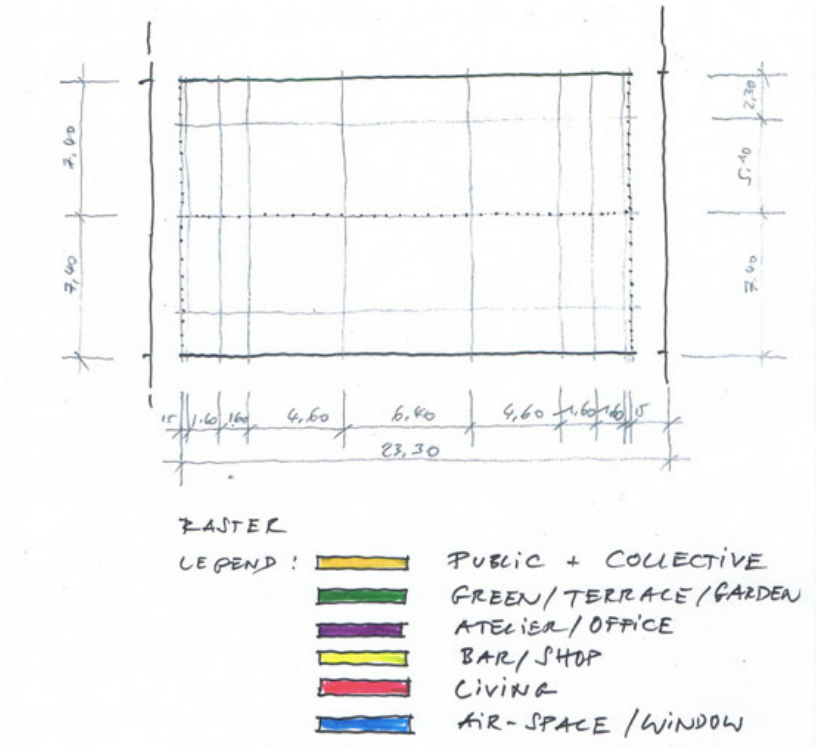 2,30
7,40
5,10
7,40
7.40
15 1.60 1.60 4,60 6.40 4,60 1,60 1.60 15
23,30
RASTER
LEGEND :
PUBLIC + COLLECTIVE
GREEN/TERRACE/GARDEN
ATELIER/OFFICE
BAR/SHOP
LIVING
AIR-SPACE/WINDOW